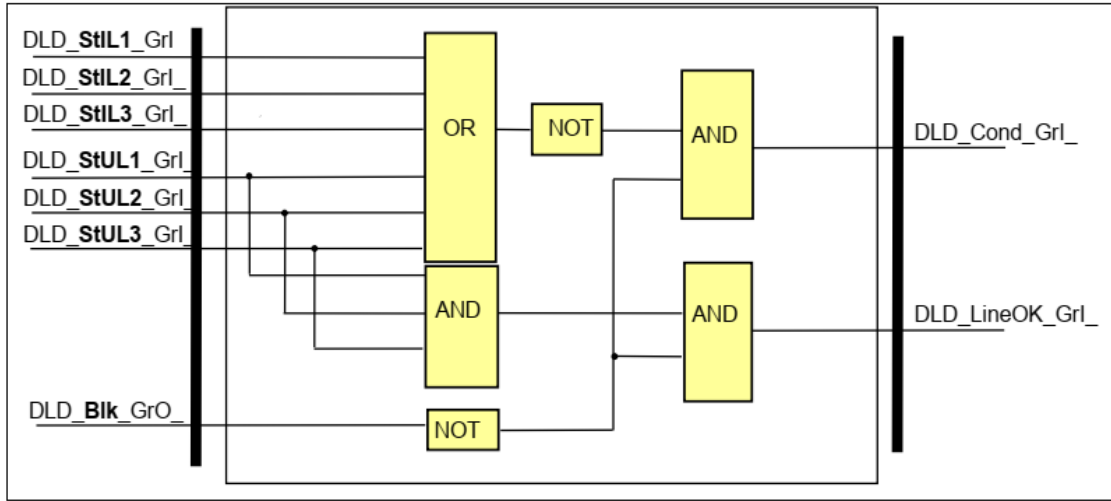 DLD_StIL1_GrI
DLD_StIL2_GrI_
DLD_StIL3_GrI_
DLD_StUL1_GrI_
DLD_StUL2_GrI_
DLD_StUL3_GrI_
DLD_Blk_GrO_
OR
NOT
AND
AND
AND
NOT
DLD_Cond_GrI_
DLD_LineOK_GrI_